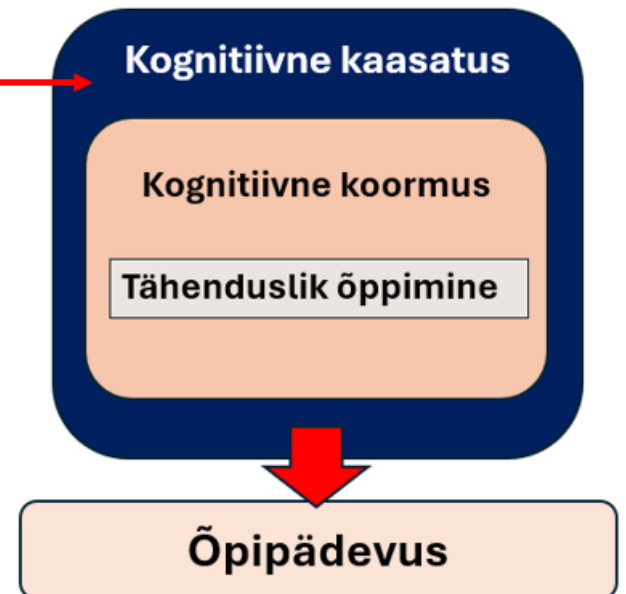 Kognitiivne kaasatus
Kognitiivne koormus
Tähenduslik õppimine
Õpipädevus